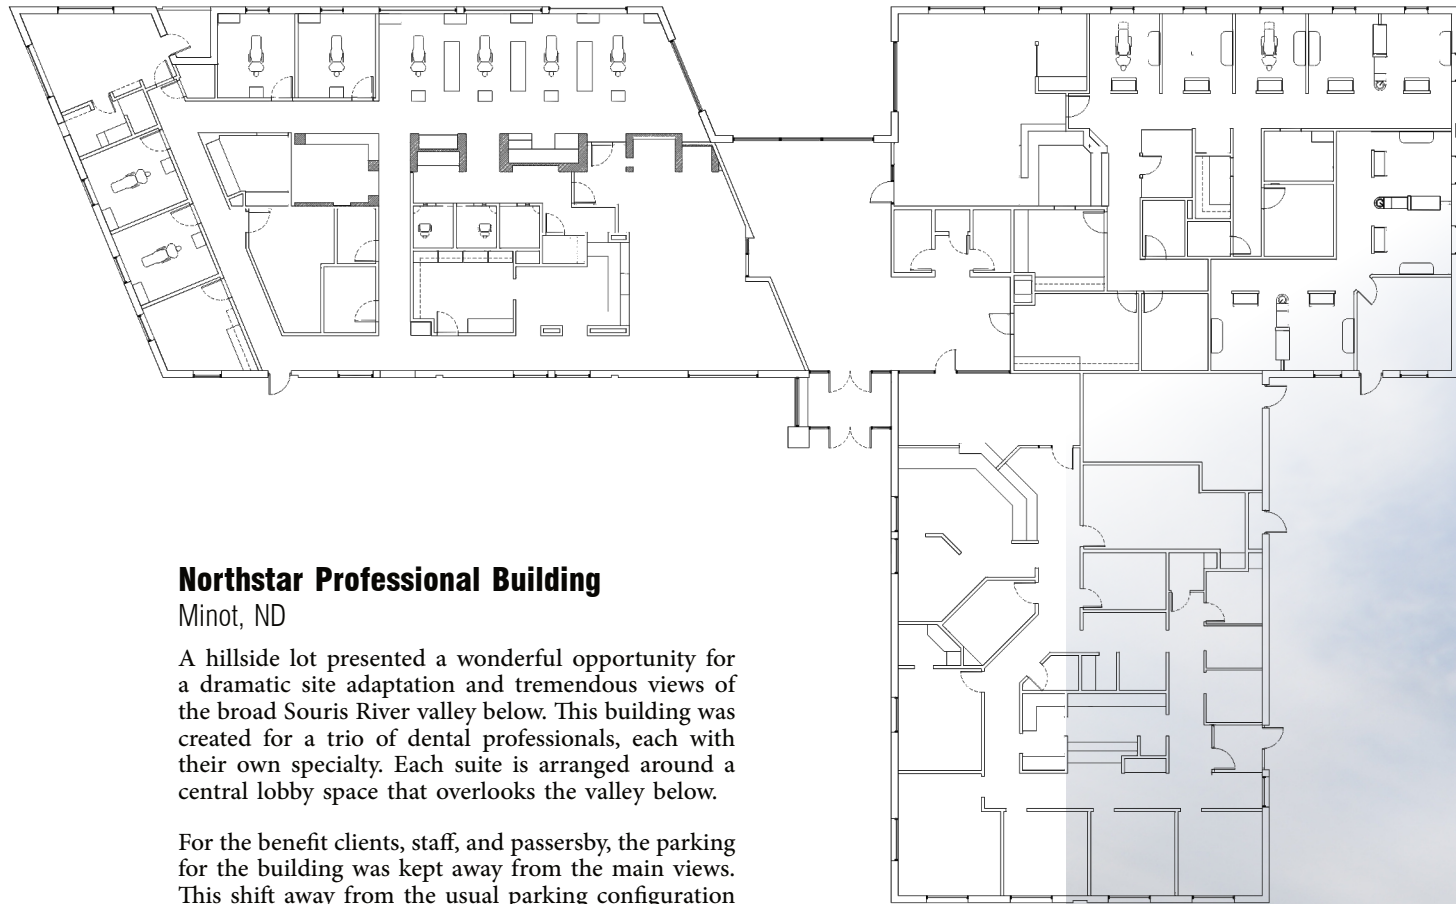 Northstar Professional Building
Minot, ND
A hillside lot presented a wonderful opportunity for
a dramatic site adaptation and tremendous views of
the broad Souris River valley below. This building was
created for a trio of dental professionals, each with
their own specialty. Each suite is arranged around a
central lobby space that overlooks the valley below.
For the benefit clients, staff, and passersby, the parking
for the building was kept away from the main views.
This shift away from the usual parking configuration